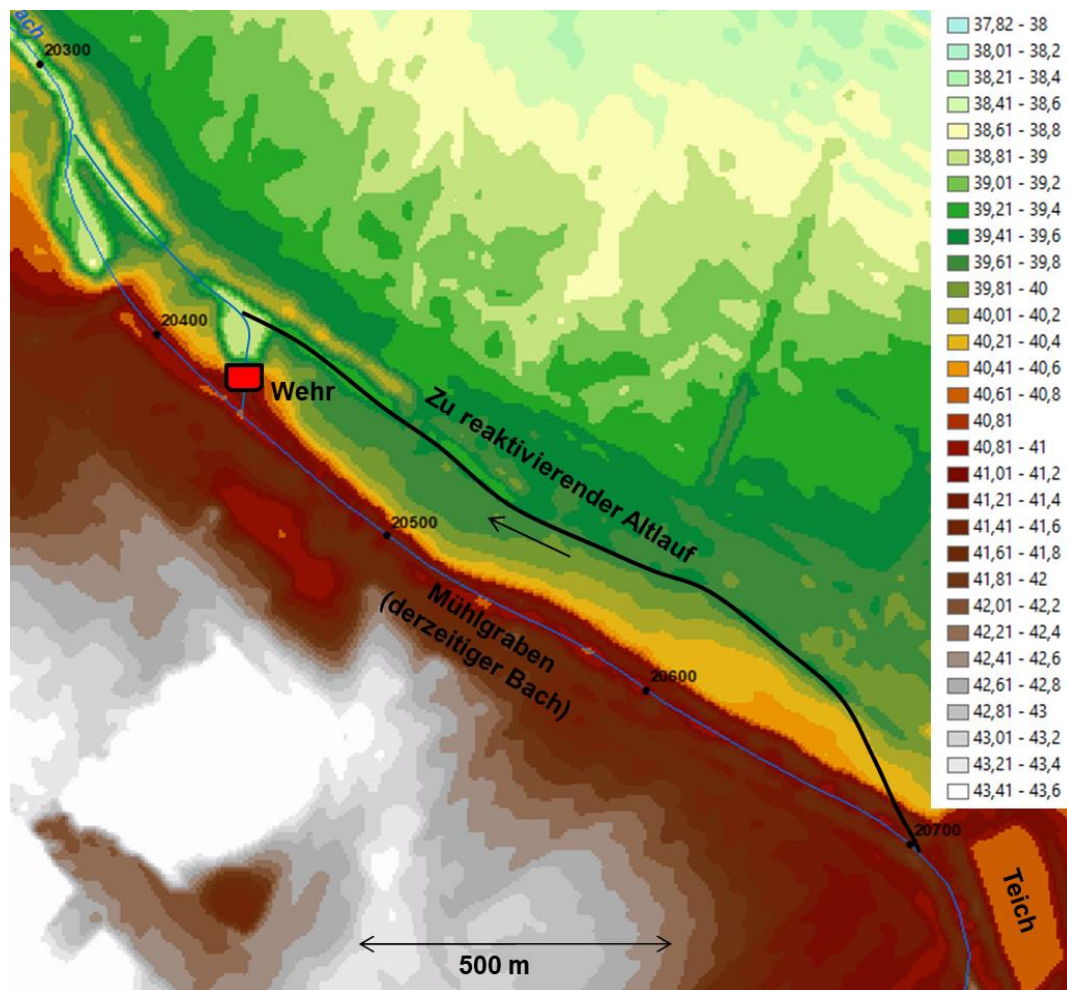 ach
20300
20400
Wehr
Zu reaktivierender Altlauf
20500
Mühlgraben
(derzeitiger Bach)
20600
20700
Teich
500 m
37,82 - 38
38,01 - 38,2
38,21 - 38,4
38,41 - 38,6
38,61 - 38,8
38,81 - 39
39,01 - 39,2
39,21 - 39,4
39,41 - 39,6
39,61 - 39,8
39,81 - 40
40,01 - 40,2
40,21 - 40,4
40,41 - 40,6
40,61 - 40,8
40,81
40,81 - 41
41,01 - 41,2
41,21 - 41,4
41,41 - 41,6
41,61 - 41,8
41,81 - 42
42,01 - 42,2
42,21 - 42,4
42,41 - 42,6
42,61 - 42,8
42,81 - 43
43,01 - 43,2
43,21 - 43,4
43,41 - 43,6